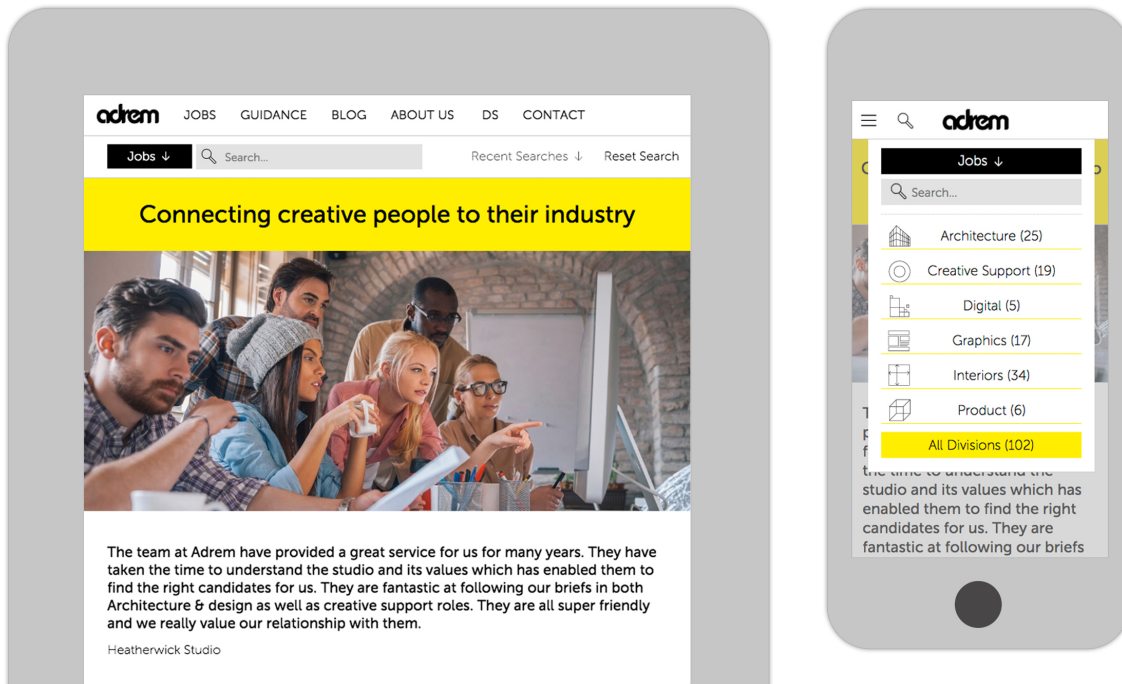 adrem JOBS GUIDANCE BLOG ABOUT US DS CONTACT
Jobs ↓ Search... Recent Searches ↓ Reset Search
Connecting creative people to their industry
The team at Adrem have provided a great service for us for many years. They have
taken the time to understand the studio and its values which has enabled them to
find the right candidates for us. They are fantastic at following our briefs in both
Architecture & design as well as creative support roles. They are all super friendly
and we really value our relationship with them.
Heatherwick Studio
adrem
Jobs ↓
Search...
Architecture (25)
Creative Support (19)
Digital (5)
Graphics (17)
Interiors (34)
Product (6)
All Divisions (102)
the time to understand the
studio and its values which has
enabled them to find the right
candidates for us. They are
fantastic at following our briefs